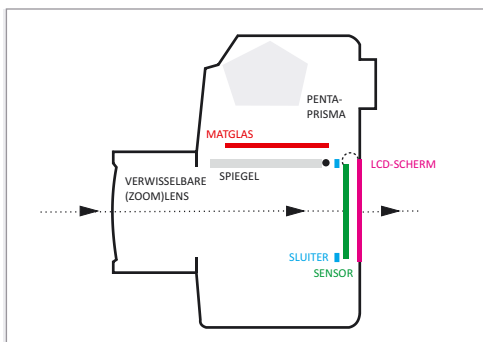 PENTA-
PRISMA
MATGLAS
LCD-SCHERM
SPIEGEL
VERWISSELBARE
(ZOOM)LENS
SLUITER
SENSOR